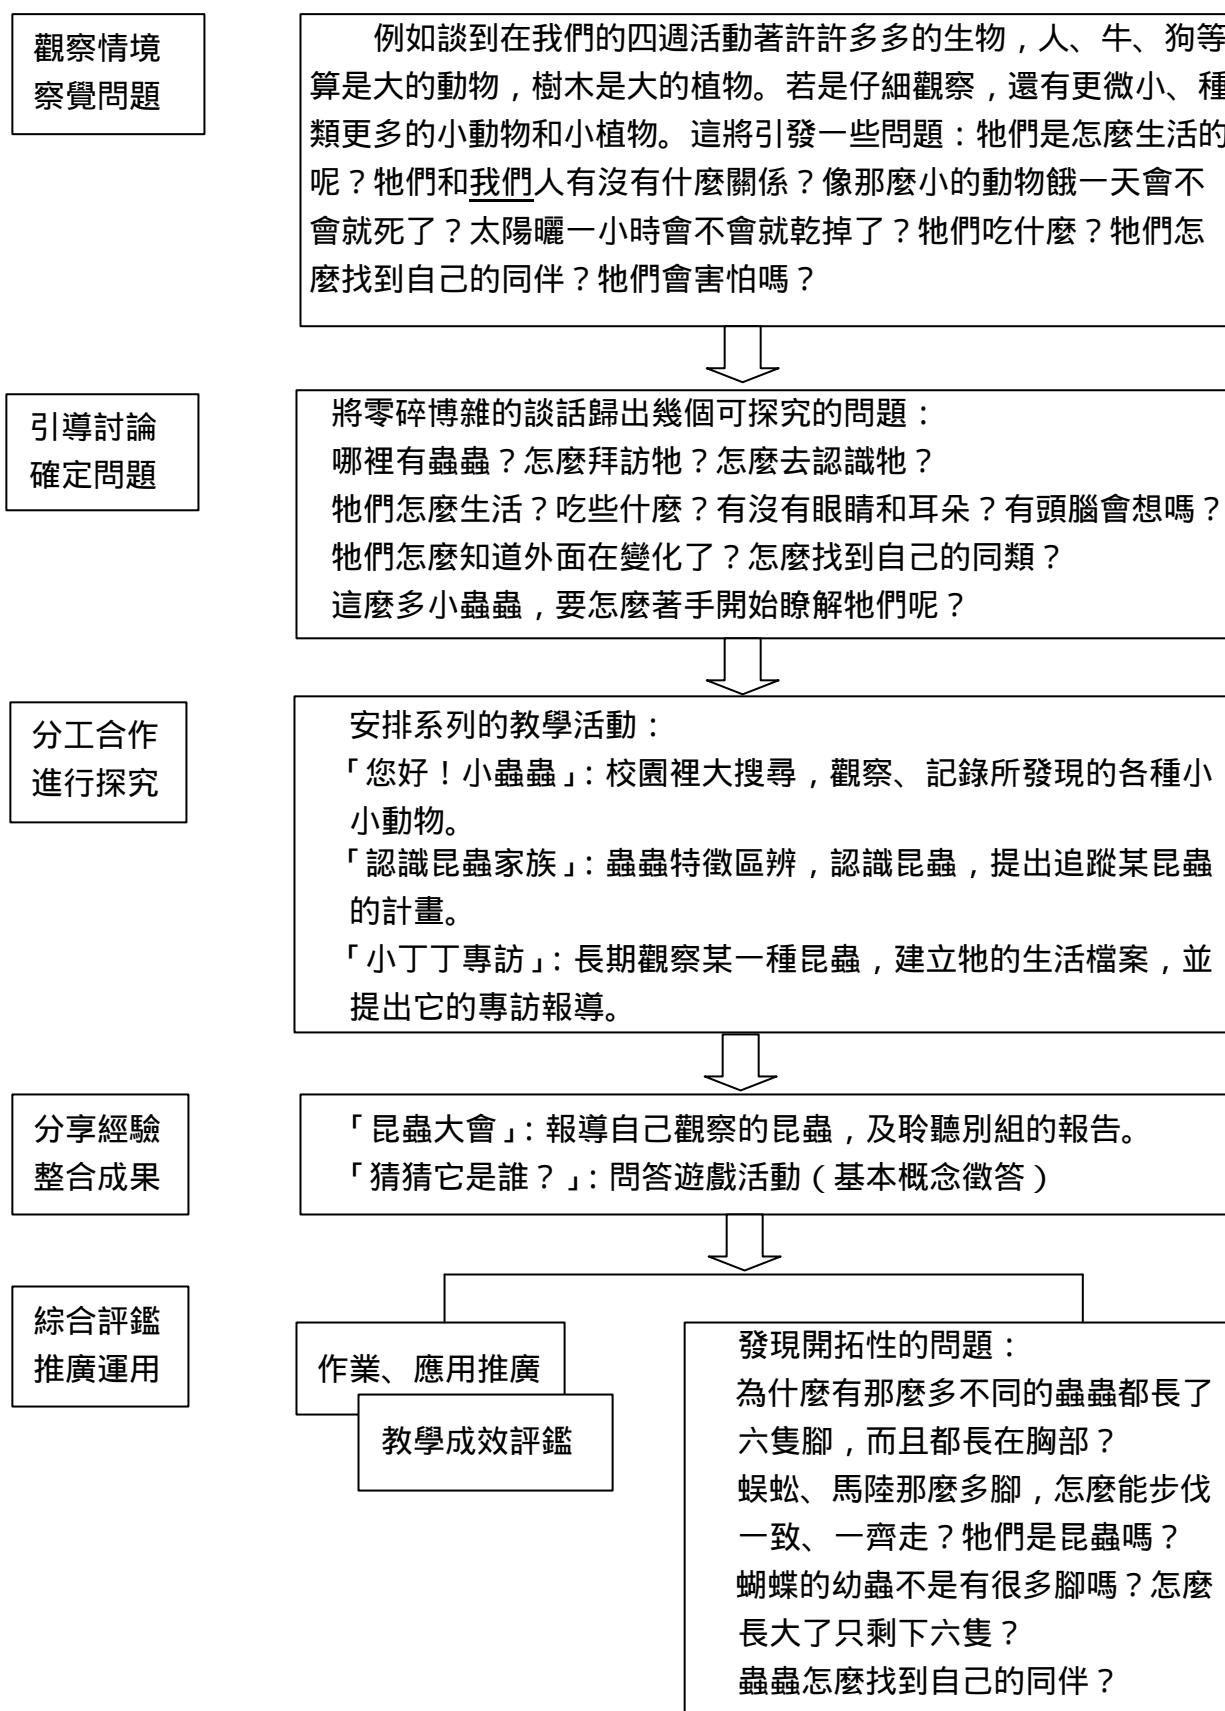 觀察情境
察覺問題
例如談到在我們的四週活動著許許多多的生物，人、牛、狗等
算是大的動物，樹木是大的植物。若是仔細觀察，還有更微小、種
類更多的小動物和小植物。這將引發一些問題：牠們是怎麼生活的
呢？牠們和我們人有沒有什麼關係？像那麼小的動物餓一天會不
會就死了？太陽曬一小時會不會就乾掉了？牠們吃什麼？牠們怎
麼找到自己的同伴？牠們會害怕嗎？
引導討論
確定問題
將零碎博雜的談話歸出幾個可探究的問題：
哪裡有蟲蟲？怎麼拜訪牠？怎麼去認識牠？
牠們怎麼生活？吃些什麼？有沒有眼睛和耳朵？有頭腦會想嗎？
牠們怎麼知道外面在變化了？怎麼找到自己的同類？
這麼多小蟲蟲，要怎麼著手開始瞭解牠們呢？
分工合作
進行探究
安排系列的教學活動：
「您好！小蟲蟲」：校園裡大搜尋，觀察、記錄所發現的各種小
小動物。
「認識昆蟲家族」：蟲蟲特徵區辨，認識昆蟲，提出追蹤某昆蟲
的計畫。
「小丁丁專訪」：長期觀察某一種昆蟲，建立牠的生活檔案，並
提出它的專訪報導。
分享經驗
整合成果
「昆蟲大會」：報導自己觀察的昆蟲，及聆聽別組的報告。
「猜猜它是誰？」：問答遊戲活動（基本概念徵答）
綜合評鑑
推廣運用
作業、應用推廣
教學成效評鑑
發現開拓性的問題：
為什麼有那麼多不同的蟲蟲都長了
六隻腳，而且都長在胸部？
蜈蚣、馬陸那麼多腳，怎麼能步伐
一致、一齊走？牠們是昆蟲嗎？
蝴蝶的幼蟲不是有很多腳嗎？怎麼
長大了只剩下六隻？
蟲蟲怎麼找到自己的同伴？